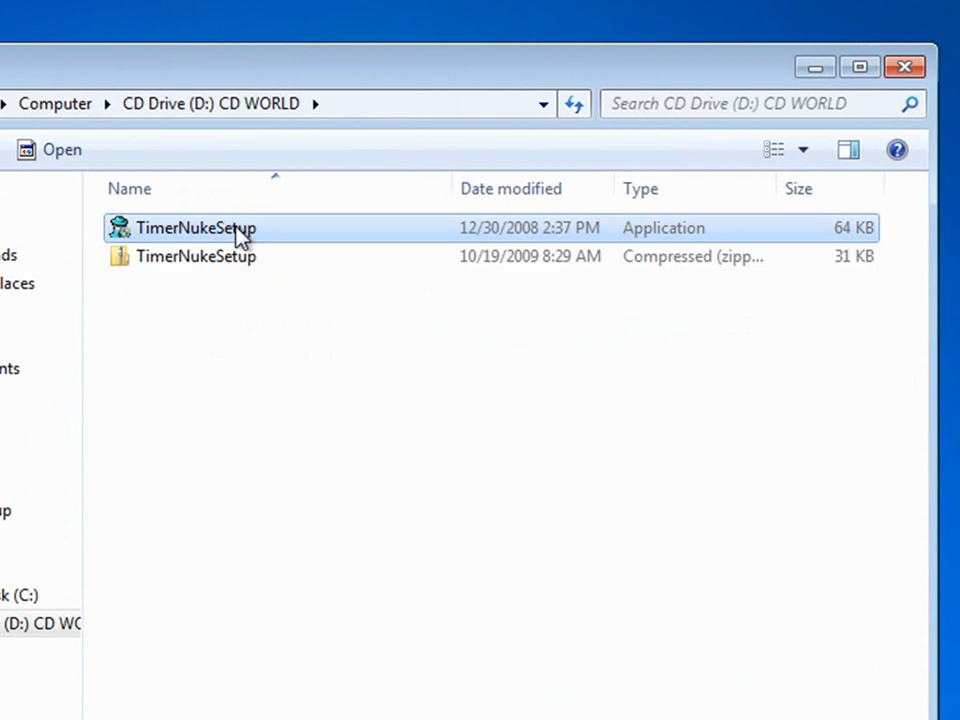 Computer CD Drive (D:) CD WORLD Search CD Drive (D:) CD WORLD
Open
Name Date modified Type Size
TimerNukeSetup 12/30/2008 2:37 PM Application 64 KB
ds
TimerNukeSetup 10/19/2009 8:29 AM Compressed (zipp... 31 KB
laces
nts
up
sk (C:)
(D:) CD WO